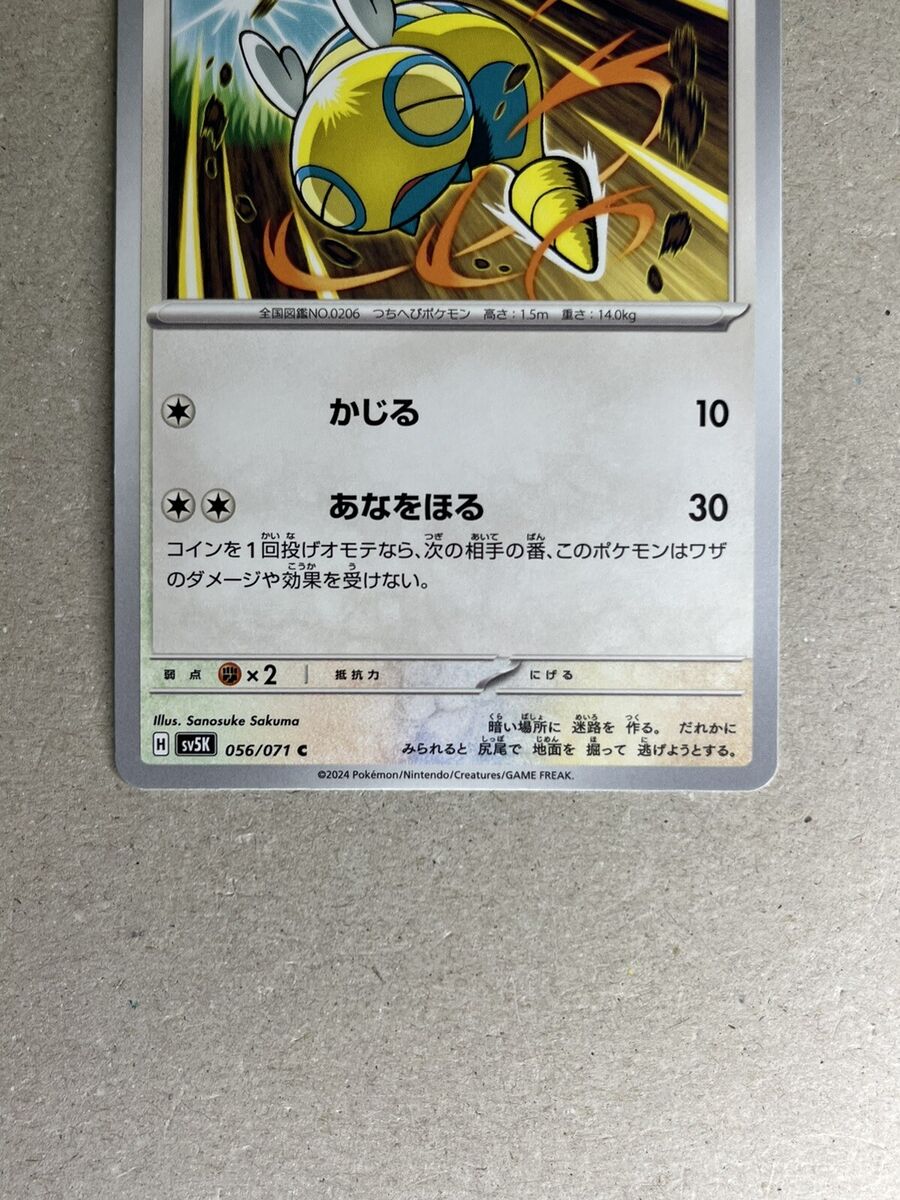 全国図鑑NO.0206 つちへびポケモン 高さ：1.5m 重さ：14.0kg
かじる 10
あなをほる 30
コインを1回投げオモテなら、次の相手の番、このポケモンはワザ
のダメージや効果を受けない。
弱点 ×2 抵抗力 にげる
Illus. Sanosuke Sakuma
H sv5K 056/071 C
暗い場所に 迷路を 作る。 だれかに
みられると 尻尾で 地面を 掘って 逃げようとする。
©2024 Pokémon/Nintendo/Creatures/GAME FREAK.